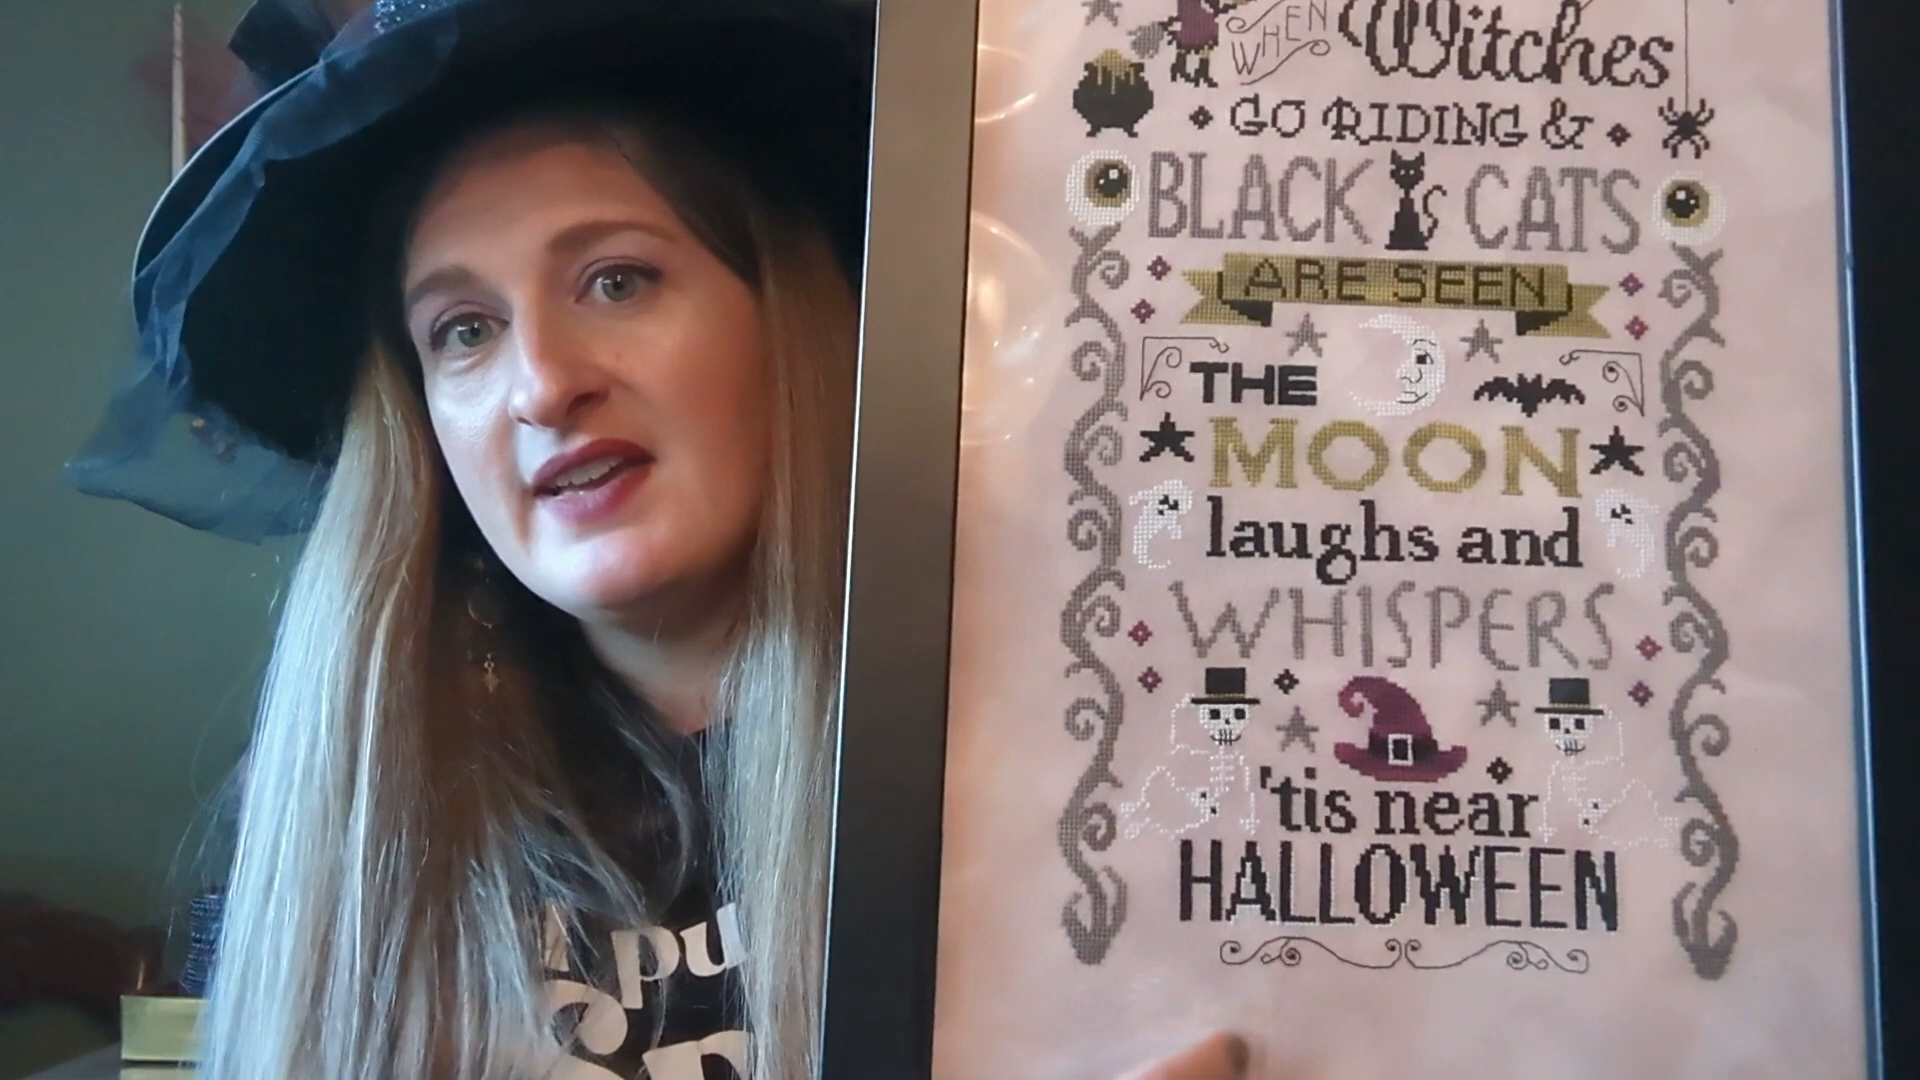 WHEN Witches
GO RIDING &
BLACK CATS
ARE SEEN
THE
MOON
laughs and
WHISPERS
'tis near
HALLOWEEN